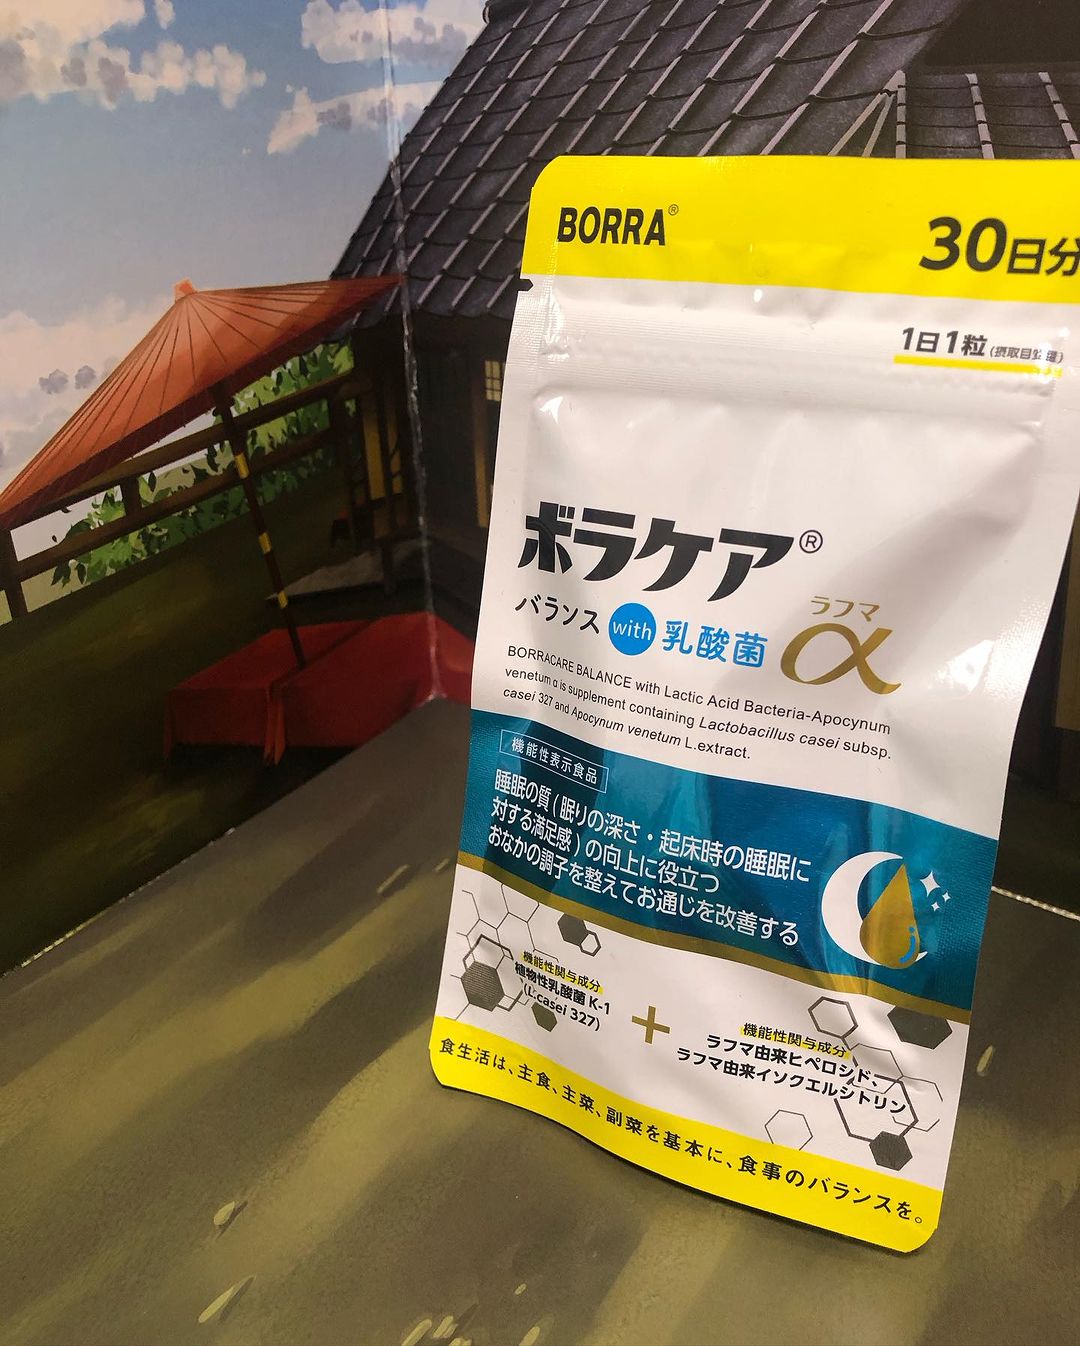 BORRA®
30日分
1日1粒(摂取目安量)
ボラケア®
バランス with 乳酸菌
ラフマ
α
BORRACARE BALANCE with Lactic Acid Bacteria-Apocynum
venetum α is supplement containing Lactobacillus casei subsp.
casei 327 and Apocynum venetum L.extract.
機能性表示食品
睡眠の質(眠りの深さ・起床時の睡眠に
対する満足感)の向上に役立つ
おなかの調子を整えてお通じを改善する
機能性関与成分
植物性乳酸菌 K-1
(L.casei 327)
+
機能性関与成分
ラフマ由来ヒペロシド、
ラフマ由来イソクエルシトリン
食生活は、主食、主菜、副菜を基本に、食事のバランスを。